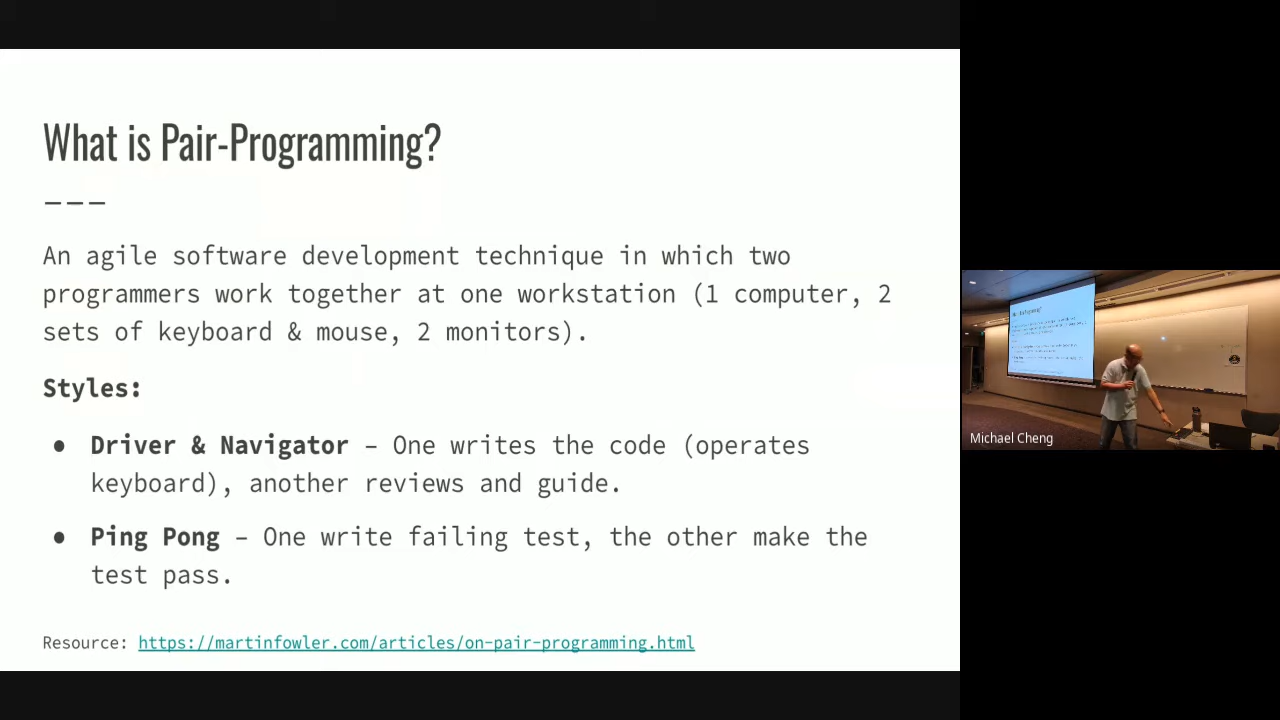 What is Pair-Programming?
---
An agile software development technique in which two
programmers work together at one workstation (1 computer, 2
sets of keyboard & mouse, 2 monitors).
Styles:
● Driver & Navigator – One writes the code (operates
keyboard), another reviews and guide.
● Ping Pong – One write failing test, the other make the
test pass.
Resource: https://martinfowler.com/articles/on-pair-programming.html
Michael Cheng